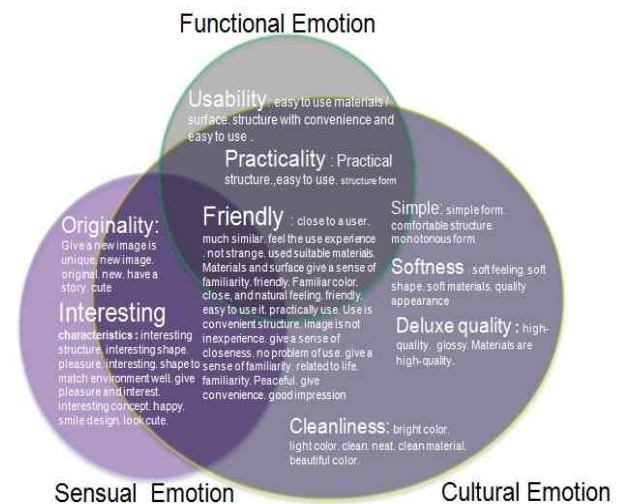 Functional Emotion
Usability. easy to use materials /
surface. structure with convenience and
easy to use .
Practicality : Practical
structure.,easy to use. structure form
Originality:
Give a new image is
unique. new image.
original. new. have a
story. cute
Interesting
characteristics : interesting
structure. interesting shape.
pleasure. interesting. shape to
match environment well. give
pleasure and interest.
interesting concept. happy.
smile design. look cute.
Friendly : close to a user.
much similar. feel the use experience
. not strange. used suitable materials.
Materials and surface give a sense of
familiarity. friendly. Familiar color.
close, and natural feeling. friendly.
easy to use it. practically use. Use is
convenient structure. image is not
inexperience. give a sense of
closeness. no problem of use. give a
sense of familiarity. related to life.
familiarity. Peaceful. give
convenience. good impression
Simple: simple form.
comfortable structure.
monotonous form.
Softness . soft feeling. soft
shape. soft materials. quality
appearance
Deluxe quality : high-
quality. glossy. Materials are
high-quality.
Cleanliness: bright color.
light color. clean. neat. clean material.
beautiful color.
Sensual Emotion
Cultural Emotion